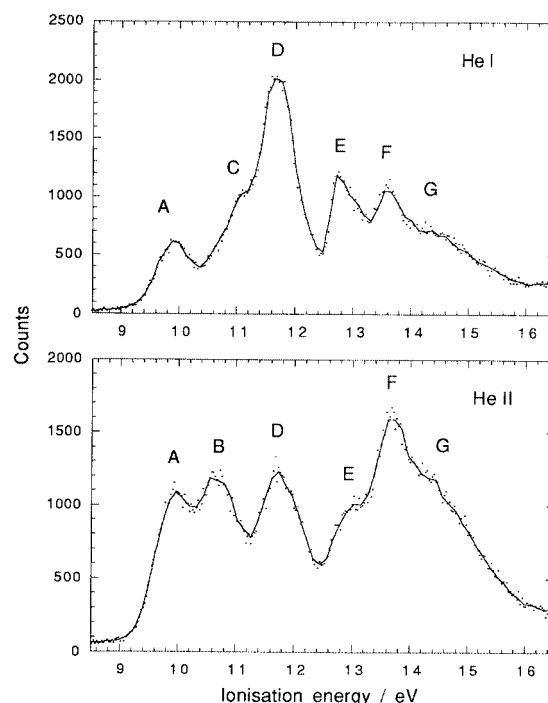 2500
2000
1500
1000
500
0
D
He I
C
E
F
A
G
9 10 11 12 13 14 15 16
Counts
2000
1500
1000
500
0
F
He II
A
B
D
E
G
9 10 11 12 13 14 15 16
Ionisation energy / eV